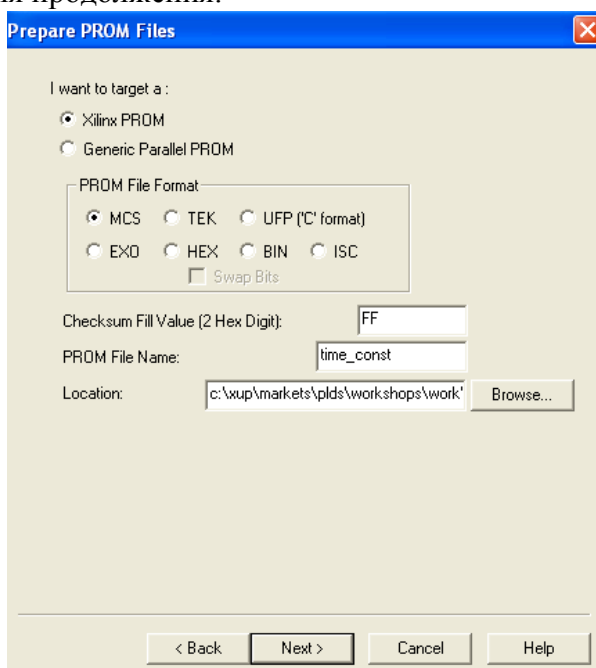 продолжения.
Prepare PROM Files
I want to target a :
Xilinx PROM
Generic Parallel PROM
PROM File Format
MCS TEK UFP ('C' format)
EXO HEX BIN ISC
Swap Bits
Checksum Fill Value (2 Hex Digit): FF
PROM File Name: time_const
Location: c:\xup\markets\plds\workshops\work\ Browse...
< Back Next > Cancel Help